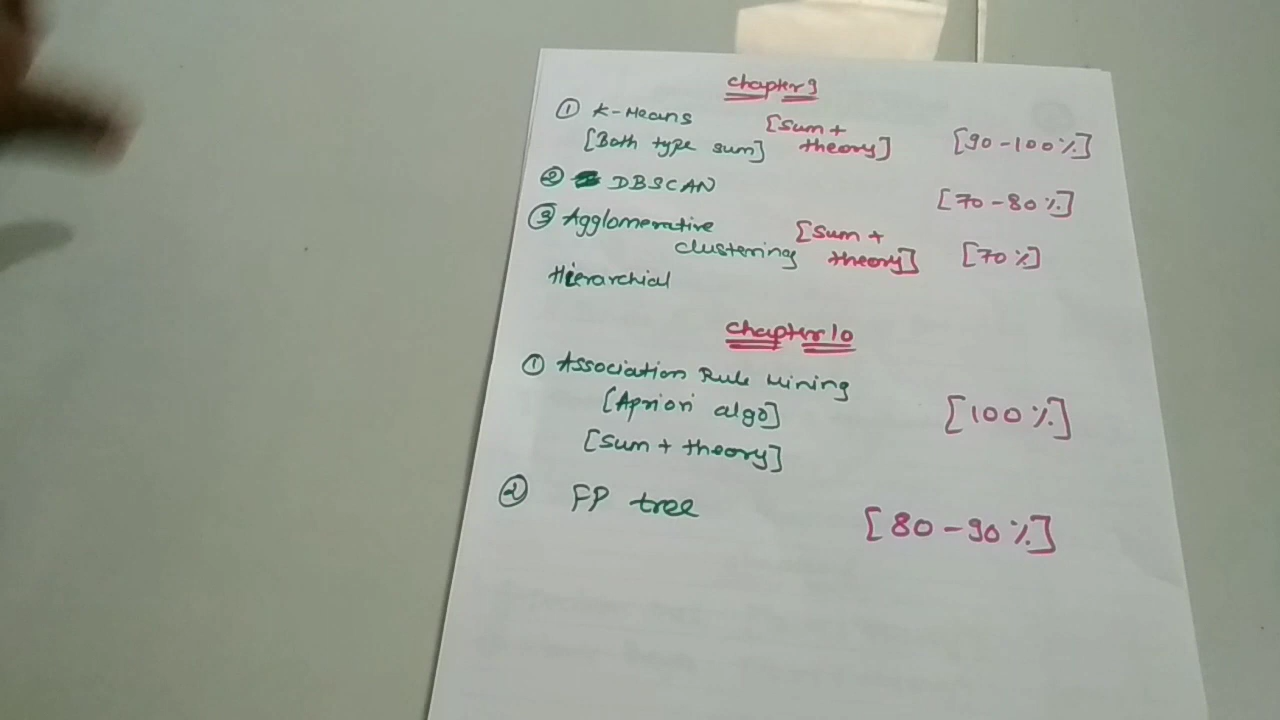 Chapter 9
① K-Means [Sum +
[Both type sum] theory] [90-100%]
② DBSCAN [70-80%]
③ Agglomerative [Sum +
clustering theory] [70%]
Hierarchial
Chapter 10
① Association Rule Mining
[Apriori algo] [100%]
[Sum + theory]
② FP tree [80-90%]